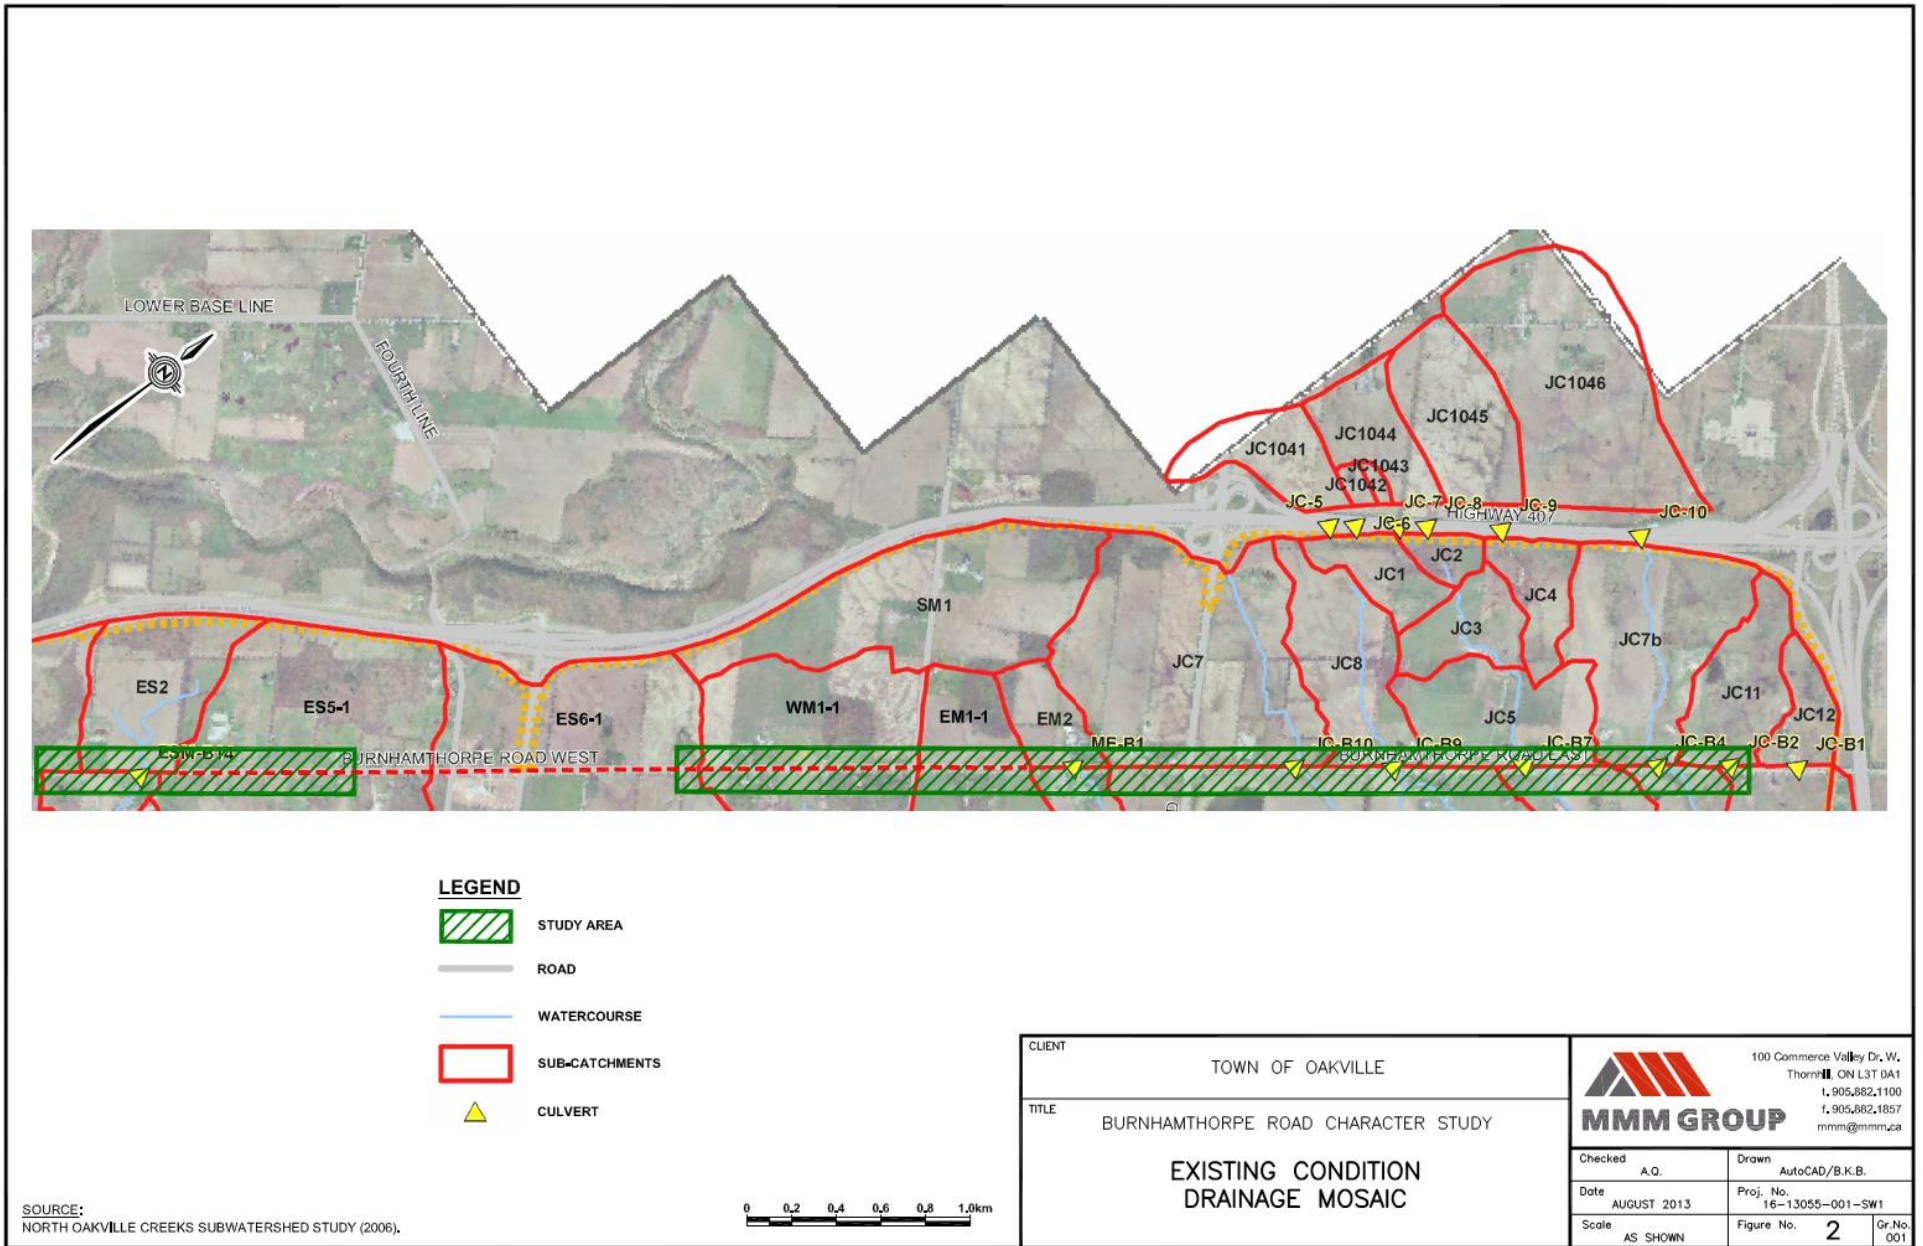 LOWER BASE LINE
FOURTH LINE
N
JC1046
JC1045
JC1044
JC1041
JC1043
JC1042
JC-5
JC-7
JC-8
JC-9
JC-10
HIGHWAY 407
JC-6
JC2
JC1
JC4
SM1
JC3
JC7b
JC7
JC8
ES2
ES5-1
ES6-1
WM1-1
EM1-1
EM2
JC5
JC11
JC12
ESM-B14
BURNHAMTHORPE ROAD WEST
ME-B1
JC-B10
JC-B9
JC-B7
JC-B4
JC-B2
JC-B1
BURNHAMTHORPE ROAD EAST
LEGEND
STUDY AREA
ROAD
WATERCOURSE
SUB-CATCHMENTS
CULVERT
SOURCE:
NORTH OAKVILLE CREEKS SUBWATERSHED STUDY (2006).
0 0.2 0.4 0.6 0.8 1.0km
CLIENT
TOWN OF OAKVILLE
TITLE
BURNHAMTHORPE ROAD CHARACTER STUDY
EXISTING CONDITION
DRAINAGE MOSAIC
MMM GROUP
100 Commerce Valley Dr. W.
Thornhill, ON L3T 0A1
t. 905.882.1100
f. 905.882.1857
mmm@mmm.ca
Checked
A.Q.
Drawn
AutoCAD/B.K.B.
Date
AUGUST 2013
Proj. No.
16-13055-001-SW1
Scale
AS SHOWN
Figure No. 2
Gr.No.
001